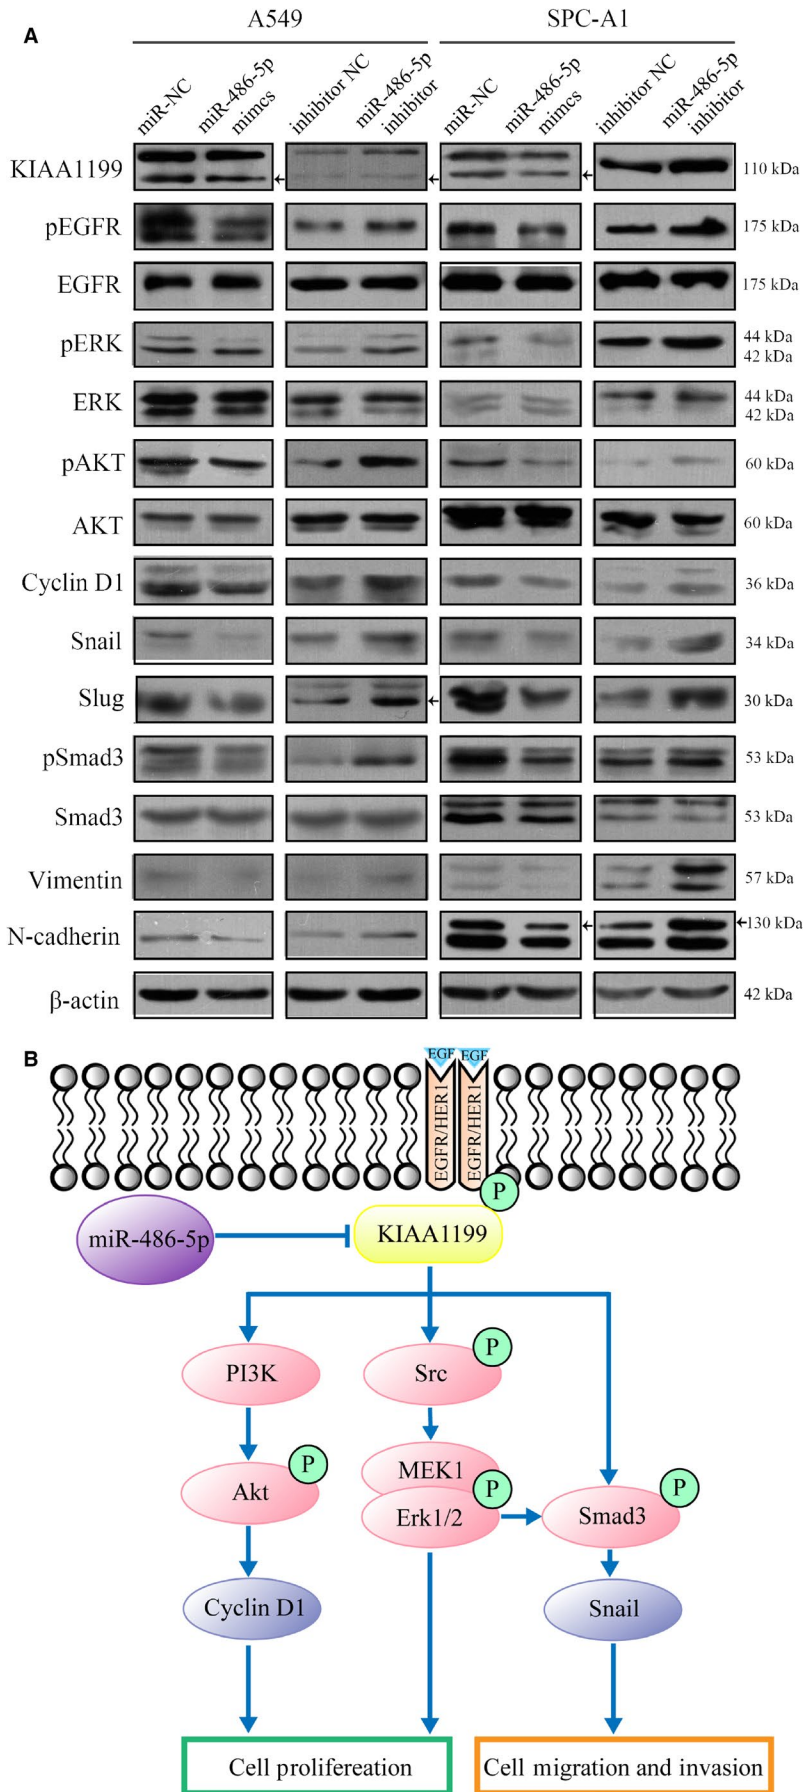 A
A549
SPC-A1
miR-NC
miR-486-5p
mimcs
inhibitor NC
miR-486-5p
inhibitor
miR-NC
miR-486-5p
mimcs
inhibitor NC
miR-486-5p
inhibitor
KIAA1199
110 kDa
pEGFR
175 kDa
EGFR
175 kDa
pERK
44 kDa
42 kDa
ERK
44 kDa
42 kDa
pAKT
60 kDa
AKT
60 kDa
Cyclin D1
36 kDa
Snail
34 kDa
Slug
30 kDa
pSmad3
53 kDa
Smad3
53 kDa
Vimentin
57 kDa
N-cadherin
130 kDa
β-actin
42 kDa
B
EGF
EGF
EGFR/HER1
EGFR/HER1
P
miR-486-5p
KIAA1199
P
PI3K
Src
P
MEK1
P
P
Akt
Erk1/2
Smad3
Cyclin D1
Snail
Cell prolifereation
Cell migration and invasion